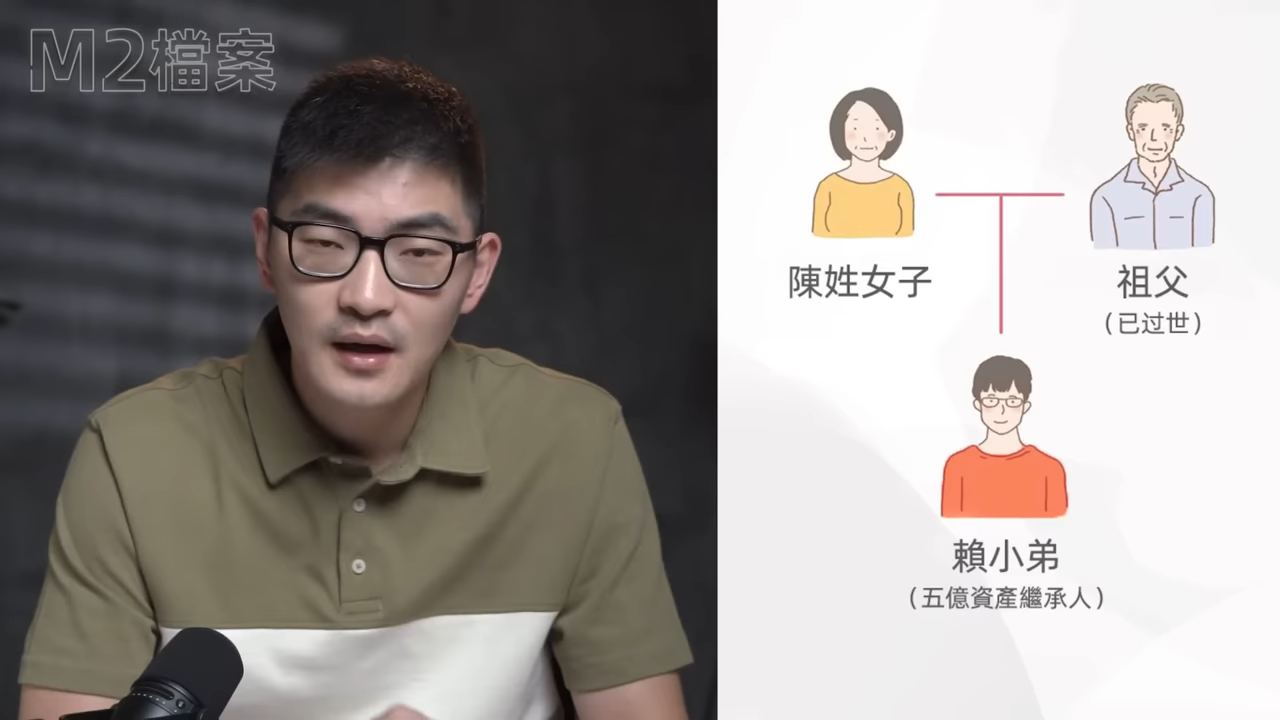 M2檔案
陳姓女子
祖父
（已过世）
賴小弟
（五億資產繼承人）